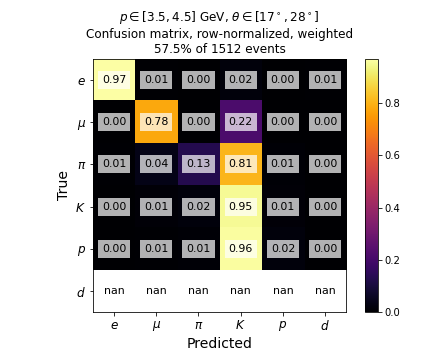 p ∈ [3.5, 4.5] GeV, θ ∈ [17°, 28°]
Confusion matrix, row-normalized, weighted
57.5% of 1512 events
e 0.97 0.01 0.00 0.02 0.00 0.01
μ 0.00 0.78 0.00 0.22 0.00 0.00
π 0.01 0.04 0.13 0.81 0.01 0.00
K 0.00 0.01 0.02 0.95 0.01 0.00
p 0.00 0.01 0.01 0.96 0.02 0.00
d nan nan nan nan nan nan
e μ π K p d
True
Predicted
0.8
0.6
0.4
0.2
0.0